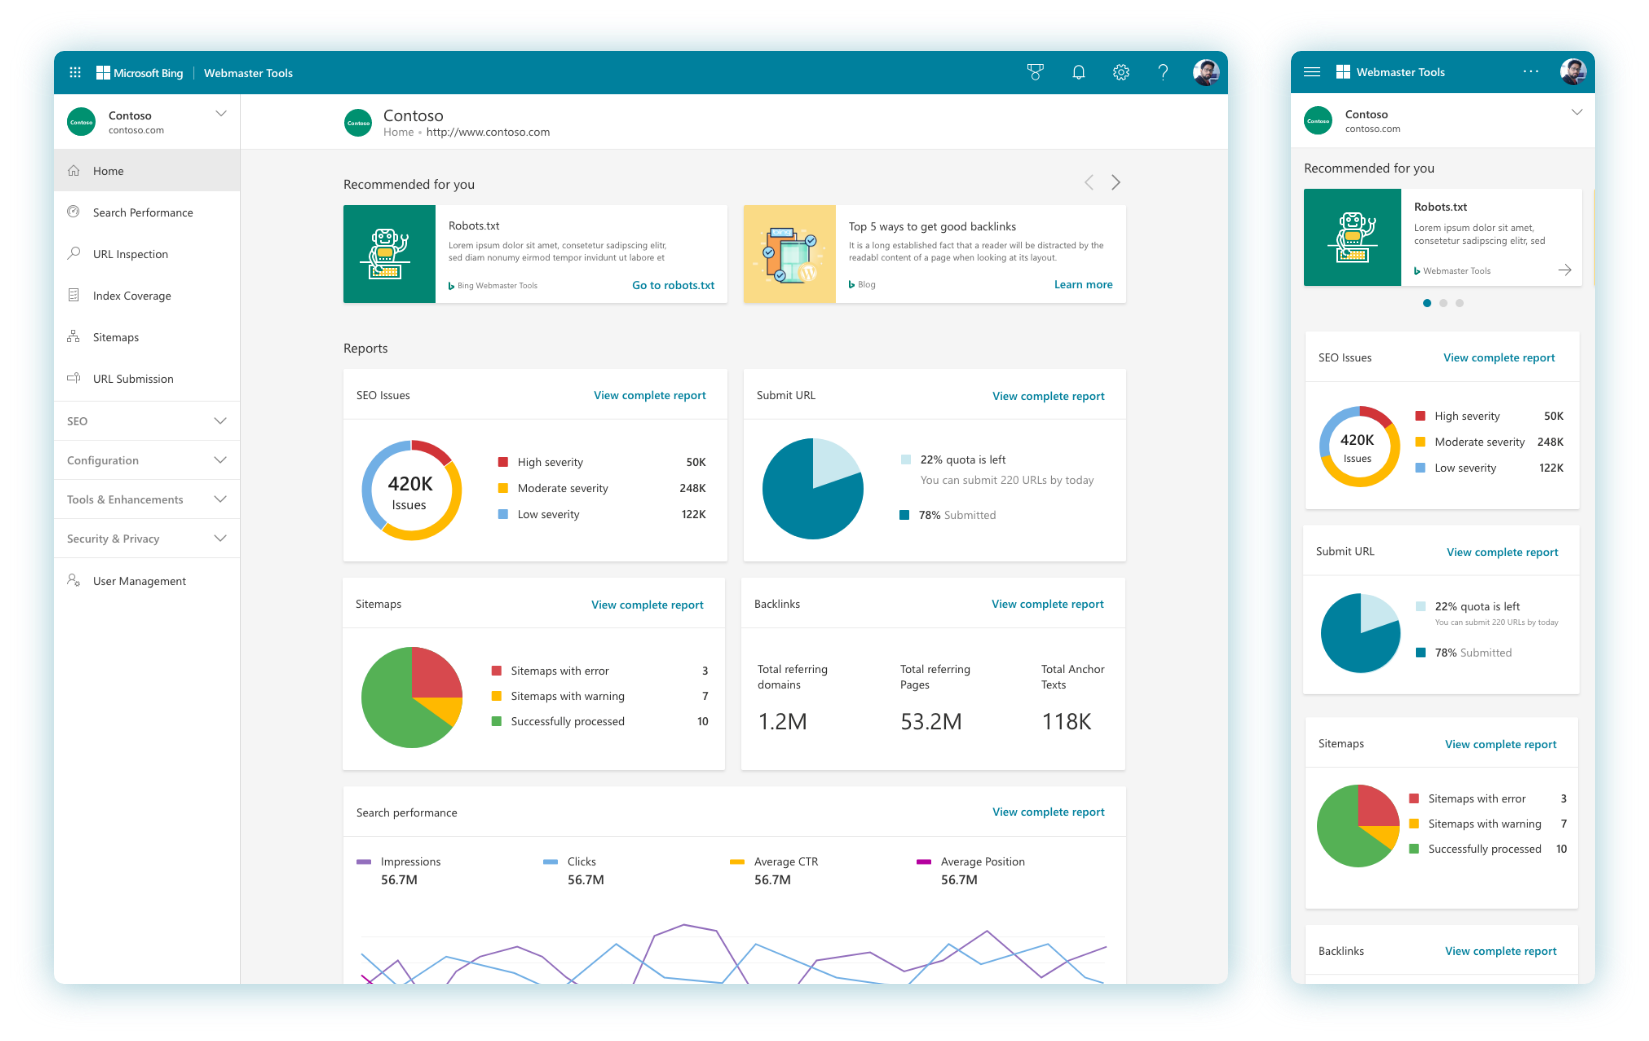 Microsoft Bing | Webmaster Tools
Contoso
Contoso
contoso.com
Home
Search Performance
URL Inspection
Index Coverage
Sitemaps
URL Submission
SEO
Configuration
Tools & Enhancements
Security & Privacy
User Management
Contoso
Contoso
Home • http://www.contoso.com
Recommended for you
Robots.txt
Lorem ipsum dolor sit amet, consetetur sadipscing elitr,
sed diam nonumy eirmod tempor invidunt ut labore et
Bing Webmaster Tools
Go to robots.txt
Top 5 ways to get good backlinks
It is a long established fact that a reader will be distracted by the
readabl content of a page when looking at its layout.
Blog
Learn more
Reports
SEO Issues
View complete report
420K
Issues
High severity 50K
Moderate severity 248K
Low severity 122K
Submit URL
View complete report
22% quota is left
You can submit 220 URLs by today
78% Submitted
Sitemaps
View complete report
Sitemaps with error 3
Sitemaps with warning 7
Successfully processed 10
Backlinks
View complete report
Total referring
domains
1.2M
Total referring
Pages
53.2M
Total Anchor
Texts
118K
Search performance
View complete report
Impressions
56.7M
Clicks
56.7M
Average CTR
56.7M
Average Position
56.7M
Webmaster Tools
Contoso
Contoso
contoso.com
Recommended for you
Robots.txt
Lorem ipsum dolor sit amet,
consetetur sadipscing elitr, sed
Webmaster Tools
SEO Issues
View complete report
420K
Issues
High severity 50K
Moderate severity 248K
Low severity 122K
Submit URL
View complete report
22% quota is left
You can submit 220 URLs by today
78% Submitted
Sitemaps
View complete report
Sitemaps with error 3
Sitemaps with warning 7
Successfully processed 10
Backlinks
View complete report